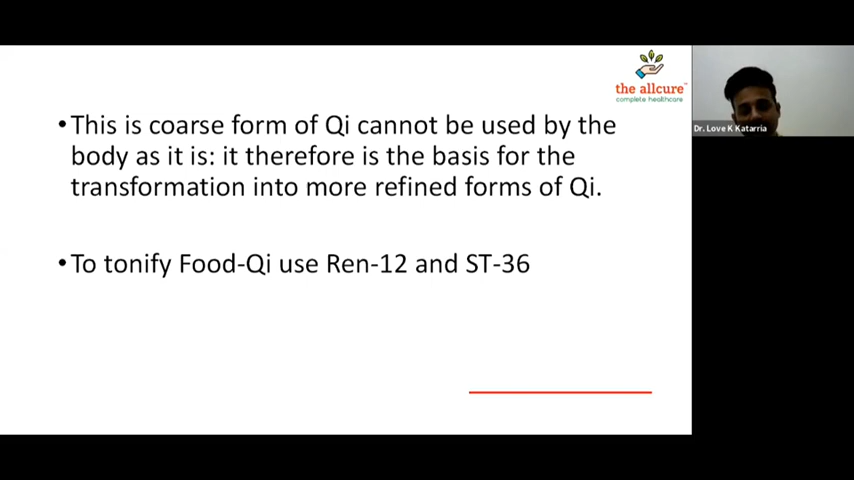 the allcure™
complete healthcare
Dr. Love K Katarria
•This is coarse form of Qi cannot be used by the
body as it is: it therefore is the basis for the
transformation into more refined forms of Qi.
•To tonify Food-Qi use Ren-12 and ST-36